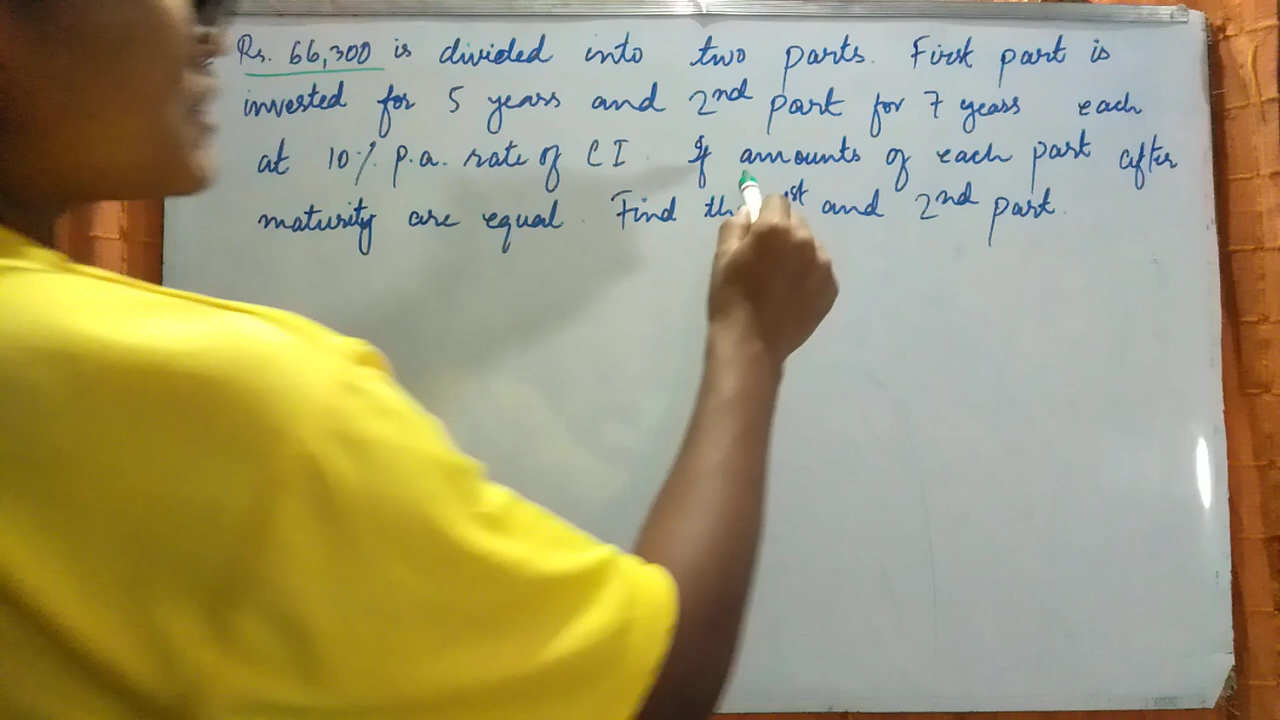 Rs. 66,300 is divided into two parts. First part is
invested for 5 years and 2nd part for 7 years each
at 10% p.a. rate of CI. If amounts of each part after
maturity are equal. Find and 2nd part.